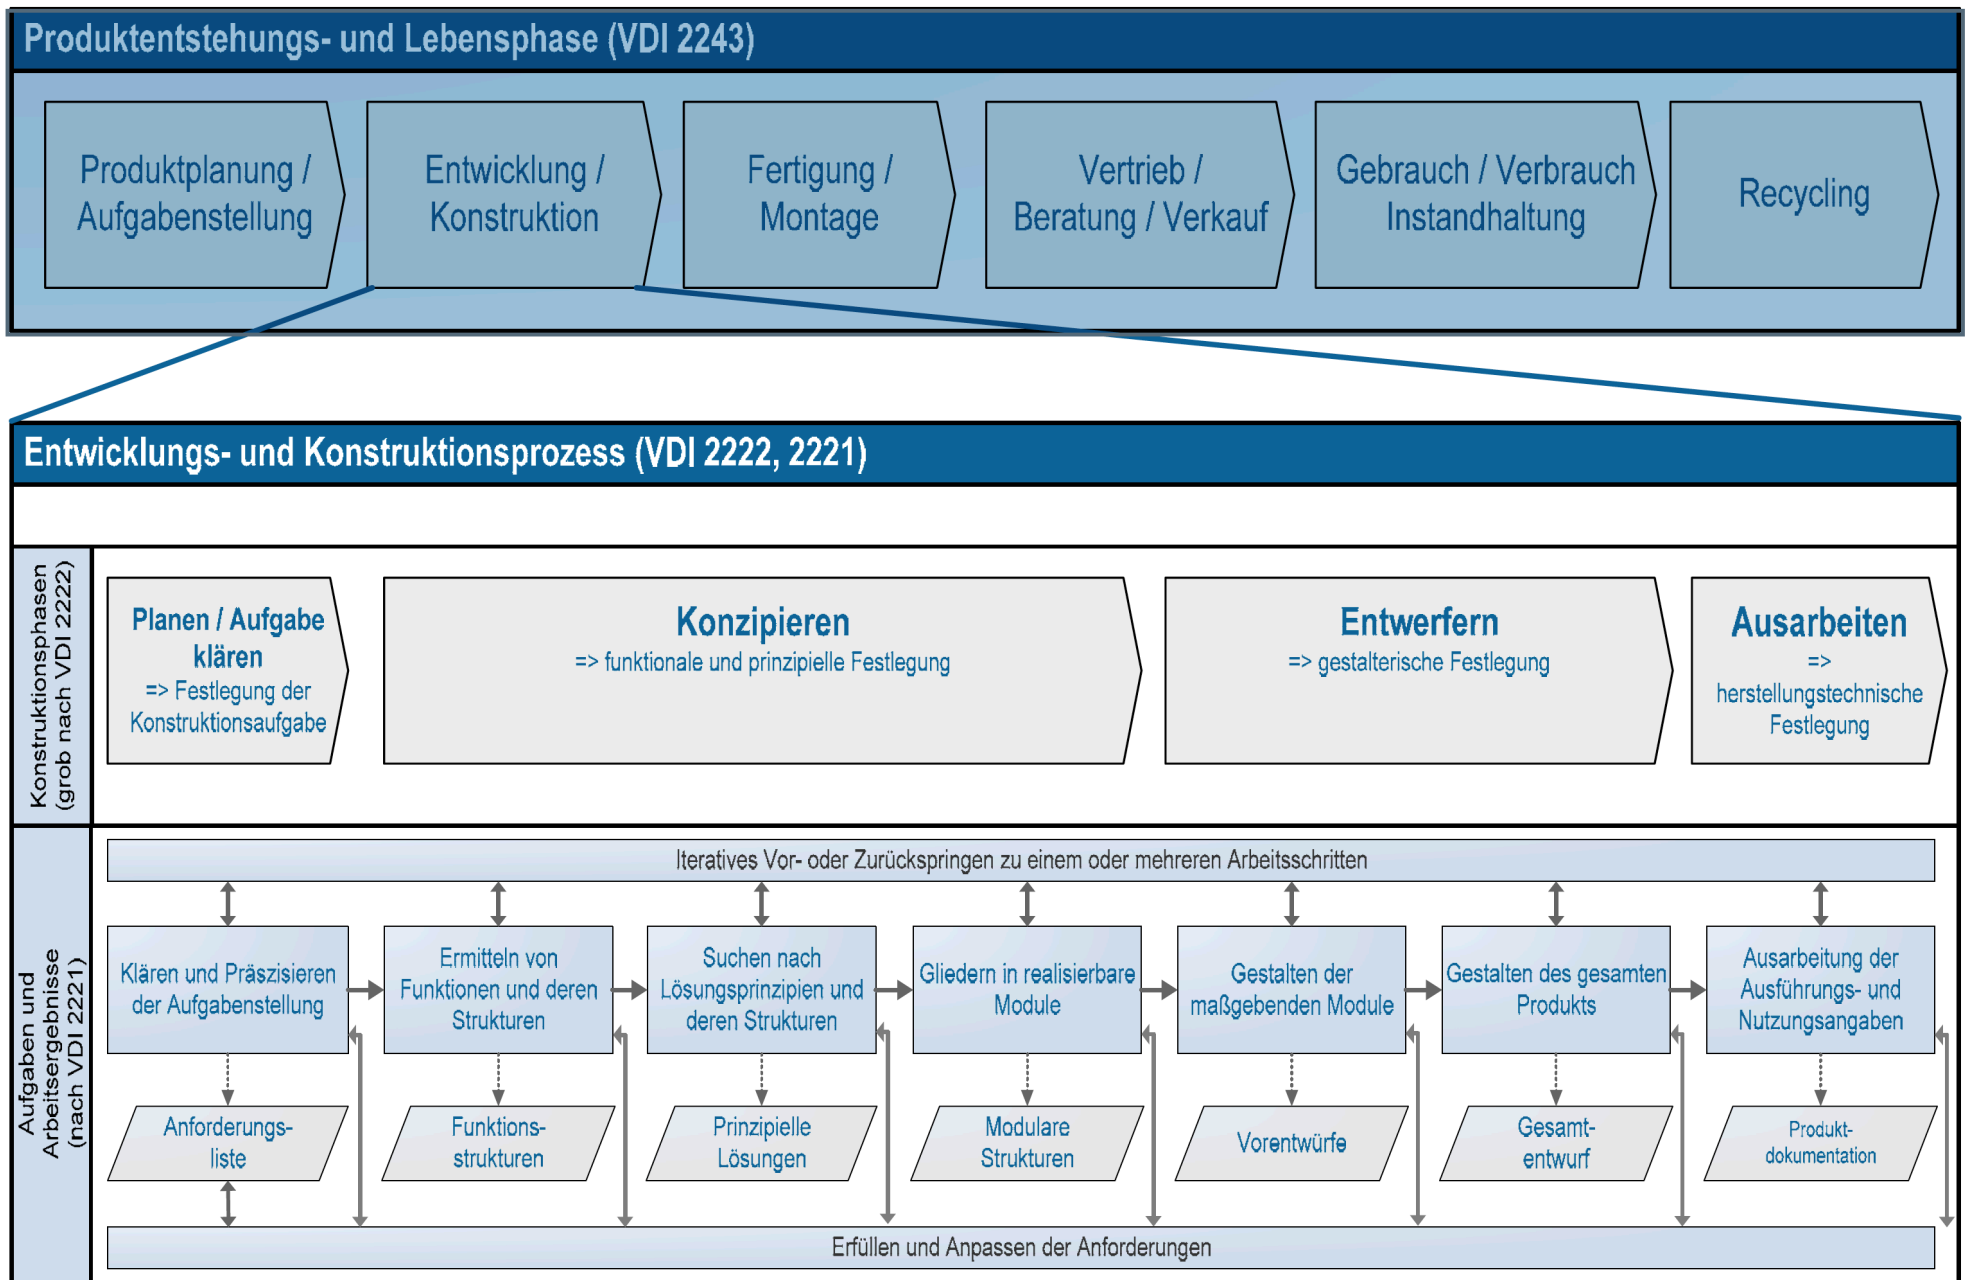 Produktentstehungs- und Lebensphase (VDI 2243)
Produktplanung /
Aufgabenstellung
Entwicklung /
Konstruktion
Fertigung /
Montage
Vertrieb /
Beratung / Verkauf
Gebrauch / Verbrauch
Instandhaltung
Recycling
Entwicklungs- und Konstruktionsprozess (VDI 2222, 2221)
Konstruktionsphasen
(grob nach VDI 2222)
Planen / Aufgabe
klären
=> Festlegung der
Konstruktionsaufgabe
Konzipieren
=> funktionale und prinzipielle Festlegung
Entwerfern
=> gestalterische Festlegung
Ausarbeiten
=>
herstellungstechnische
Festlegung
Aufgaben und
Arbeitsergebnisse
(nach VDI 2221)
Iteratives Vor- oder Zurückspringen zu einem oder mehreren Arbeitsschritten
Klären und Präszisieren
der Aufgabenstellung
Ermitteln von
Funktionen und deren
Strukturen
Suchen nach
Lösungsprinzipien und
deren Strukturen
Gliedern in realisierbare
Module
Gestalten der
maßgebenden Module
Gestalten des gesamten
Produkts
Ausarbeitung der
Ausführungs- und
Nutzungsangaben
Anforderungs-
liste
Funktions-
strukturen
Prinzipielle
Lösungen
Modulare
Strukturen
Vorentwürfe
Gesamt-
entwurf
Produkt-
dokumentation
Erfüllen und Anpassen der Anforderungen